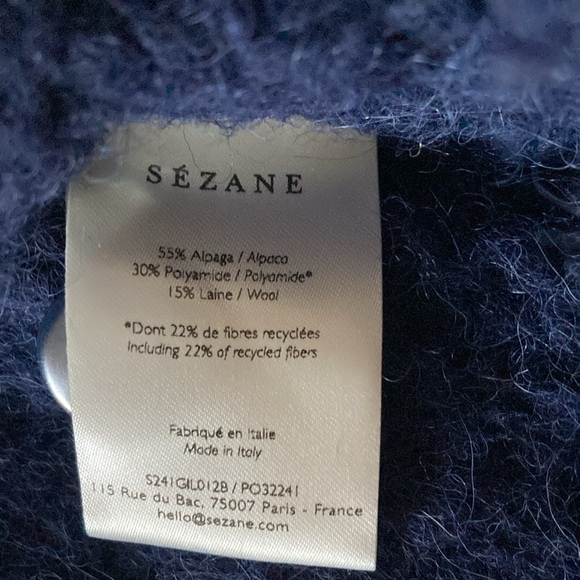 SÉZANE
55% Alpaga / Alpaca
30% Polyamide / Polyamide*
15% Laine / Wool
*Dont 22% de fibres recyclées
Including 22% of recycled fibers
Fabriqué en Italie
Made in Italy
S241GIL012B / PO32241
115 Rue du Bac, 75007 Paris - France
hello@sezane.com